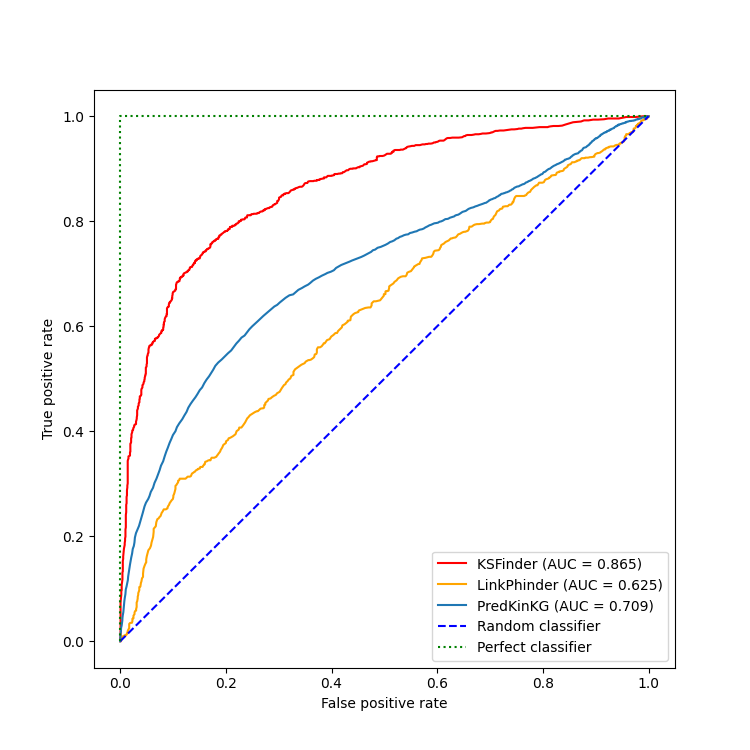 1.0
0.8
0.6
0.4
0.2
0.0
True positive rate
0.0 0.2 0.4 0.6 0.8 1.0
False positive rate
KSFinder (AUC = 0.865)
LinkPhinder (AUC = 0.625)
PredKinKG (AUC = 0.709)
Random classifier
Perfect classifier